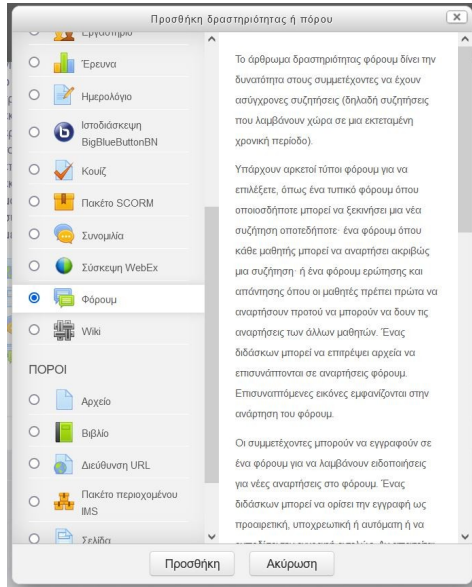 Προσθήκη δραστηριότητας ή πόρου
Εργαστήριο
Έρευνα
Ημερολόγιο
Ιστοδιάσκεψη
BigBlueButtonBN
Κουίζ
Πακέτο SCORM
Συνομιλία
Σύσκεψη WebEx
Φόρουμ
Wiki
ΠΟΡΟΙ
Αρχείο
Βιβλίο
Διεύθυνση URL
Πακέτο περιεχομένου
IMS
Σελίδα
Το άρθρωμα δραστηριότητας φόρουμ δίνει την
δυνατότητα στους συμμετέχοντες να έχουν
ασύγχρονες συζητήσεις (δηλαδή συζητήσεις
που λαμβάνουν χώρα σε μια εκτεταμένη
χρονική περίοδο).
Υπάρχουν αρκετοί τύποι φόρουμ για να
επιλέξετε, όπως ένα τυπικό φόρουμ όπου
οποιοσδήποτε μπορεί να ξεκινήσει μια νέα
συζήτηση οποτεδήποτε· ένα φόρουμ όπου
κάθε μαθητής μπορεί να αναρτήσει ακριβώς
μια συζήτηση· ή ένα φόρουμ ερώτησης και
απάντησης όπου οι μαθητές πρέπει πρώτα να
αναρτήσουν προτού να μπορούν να δουν τις
αναρτήσεις των άλλων μαθητών. Ένας
διδάσκων μπορεί να επιτρέψει αρχεία να
επισυνάπτονται σε αναρτήσεις φόρουμ.
Επισυναπτόμενες εικόνες εμφανίζονται στην
ανάρτηση του φόρουμ.
Οι συμμετέχοντες μπορούν να εγγραφούν σε
ένα φόρουμ για να λαμβάνουν ειδοποιήσεις
για νέες αναρτήσεις στο φόρουμ. Ένας
διδάσκων μπορεί να ορίσει την εγγραφή ως
προαιρετική, υποχρεωτική ή αυτόματη ή να
Προσθήκη
Ακύρωση